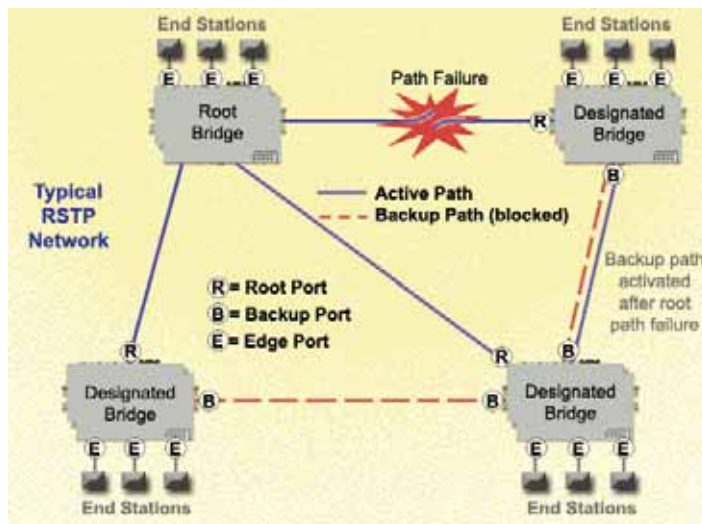 End Stations
End Stations
E E E
E E E
Path Failure
Root
Bridge
R
Designated
Bridge
B
Typical
RSTP
Network
Active Path
Backup Path (blocked)
Backup path
activated
after root
path failure
R = Root Port
B = Backup Port
E = Edge Port
R
R
B
Designated
Bridge
B
B
Designated
Bridge
E E E
E E E
End Stations
End Stations